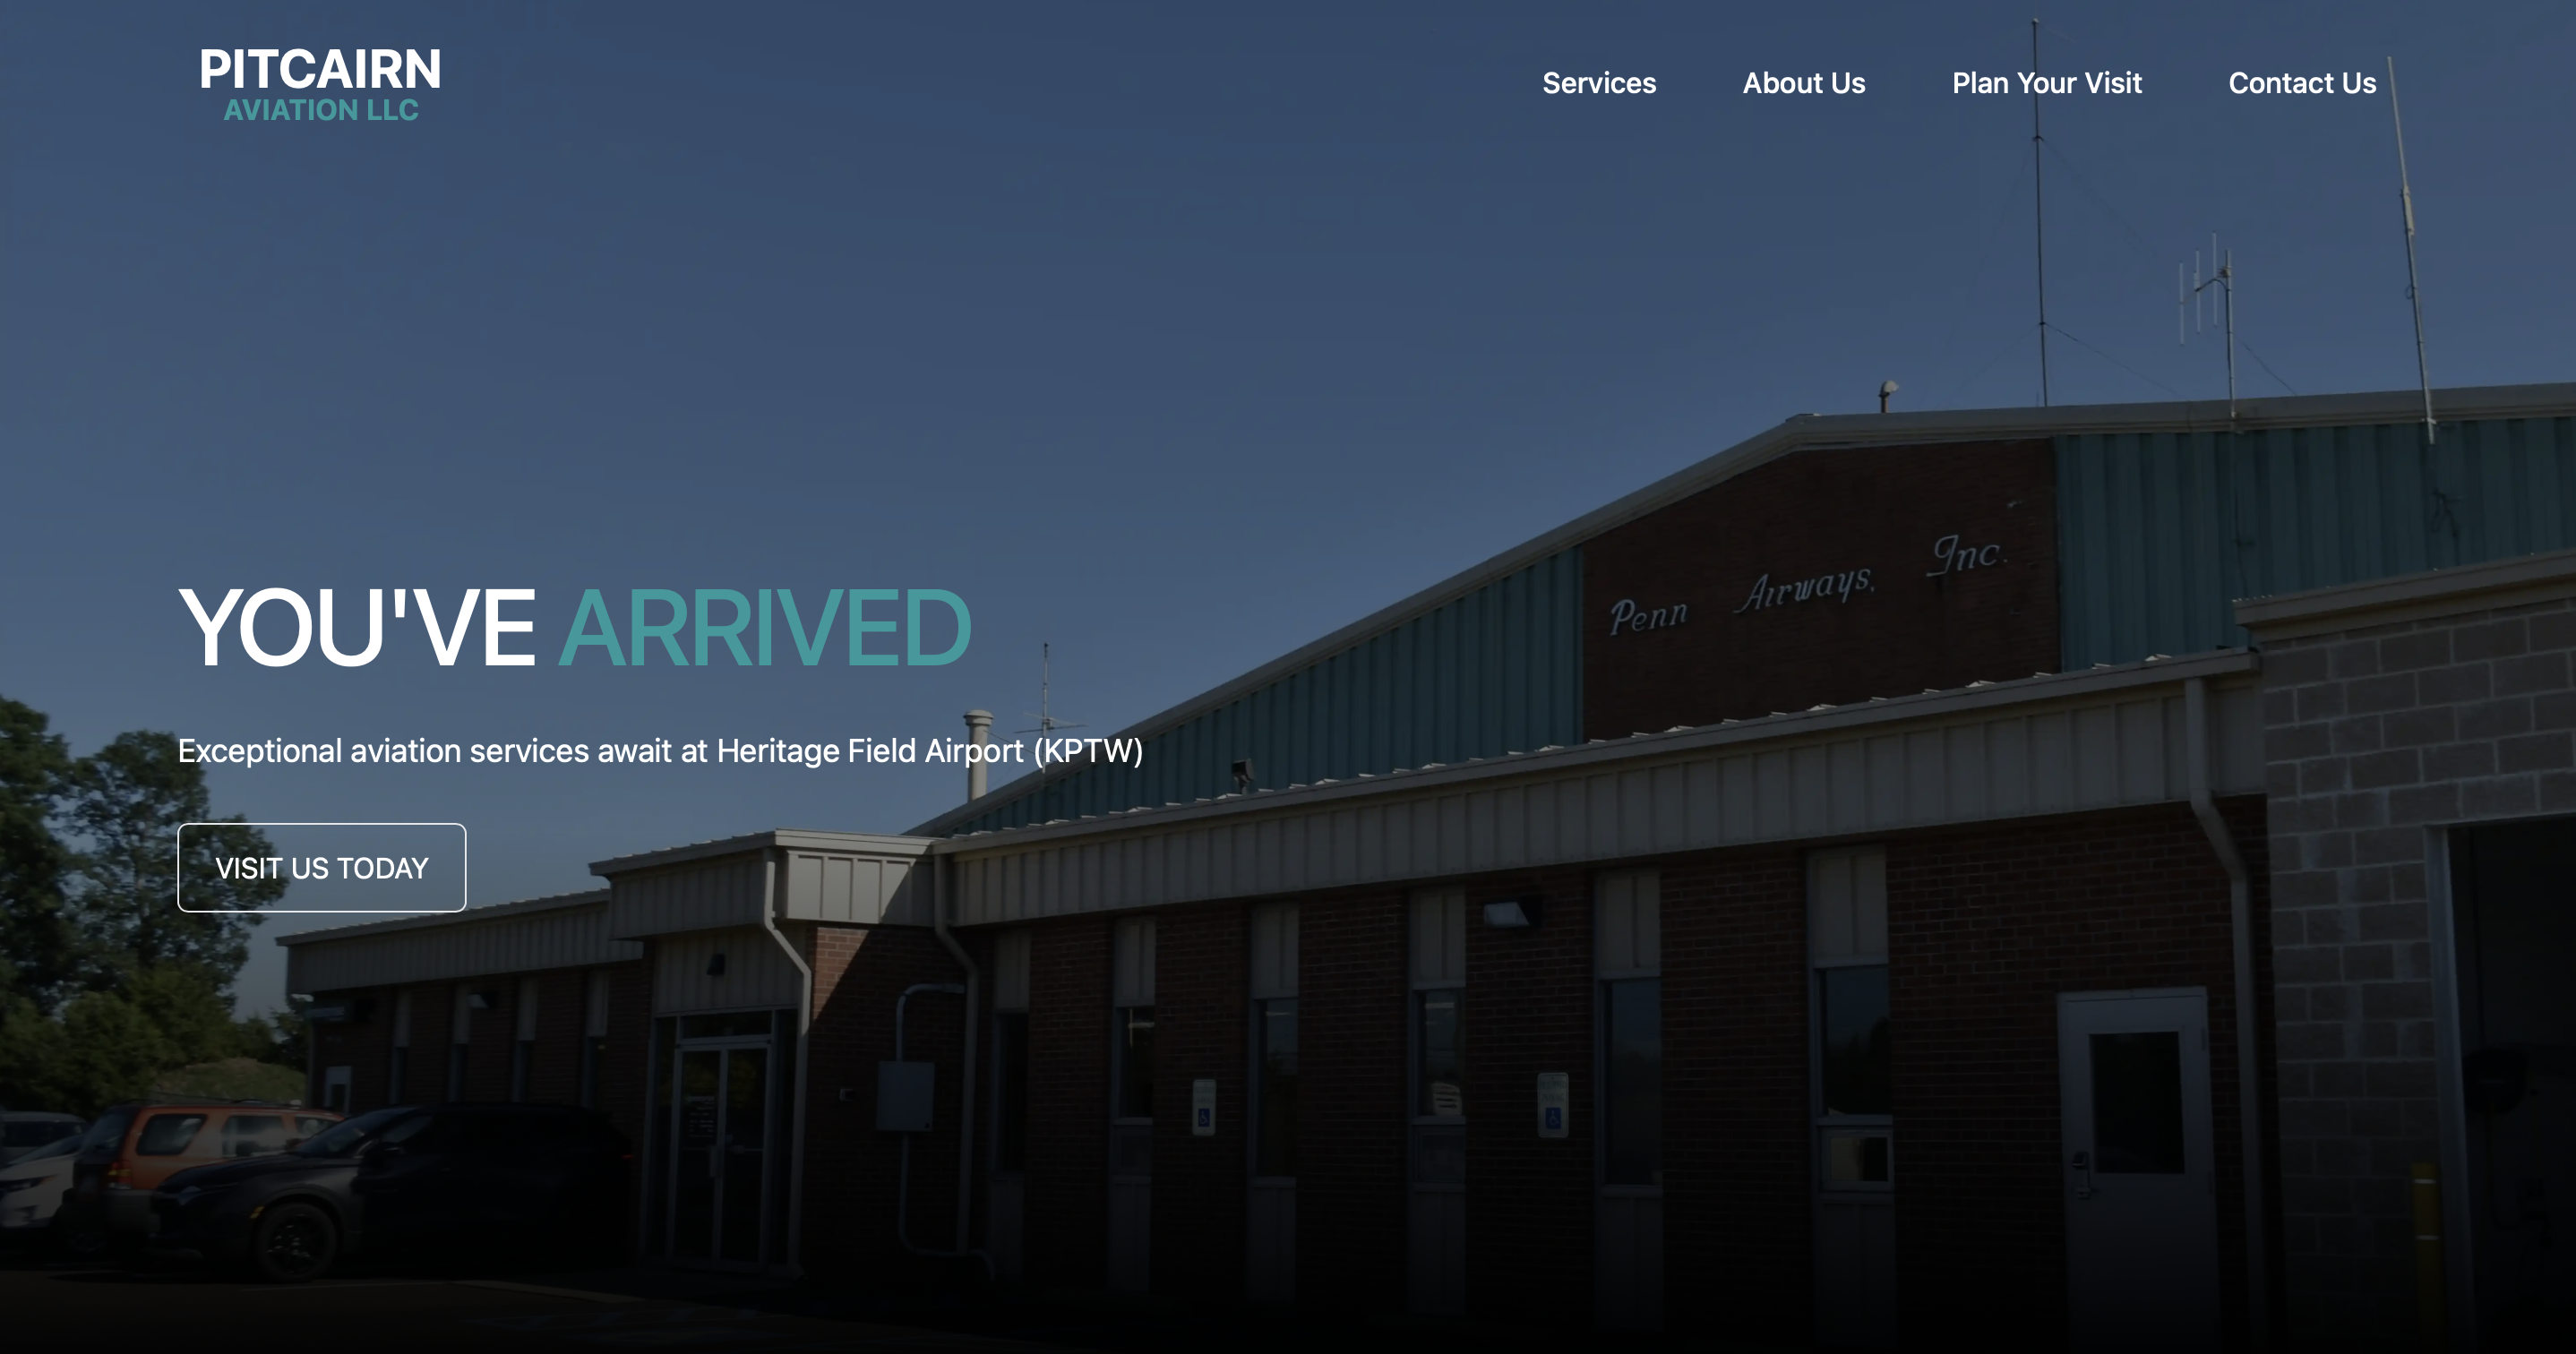 PITCAIRN
AVIATION LLC
Services About Us Plan Your Visit Contact Us
YOU'VE ARRIVED
Penn Airways, Inc.
Exceptional aviation services await at Heritage Field Airport (KPTW)
VISIT US TODAY